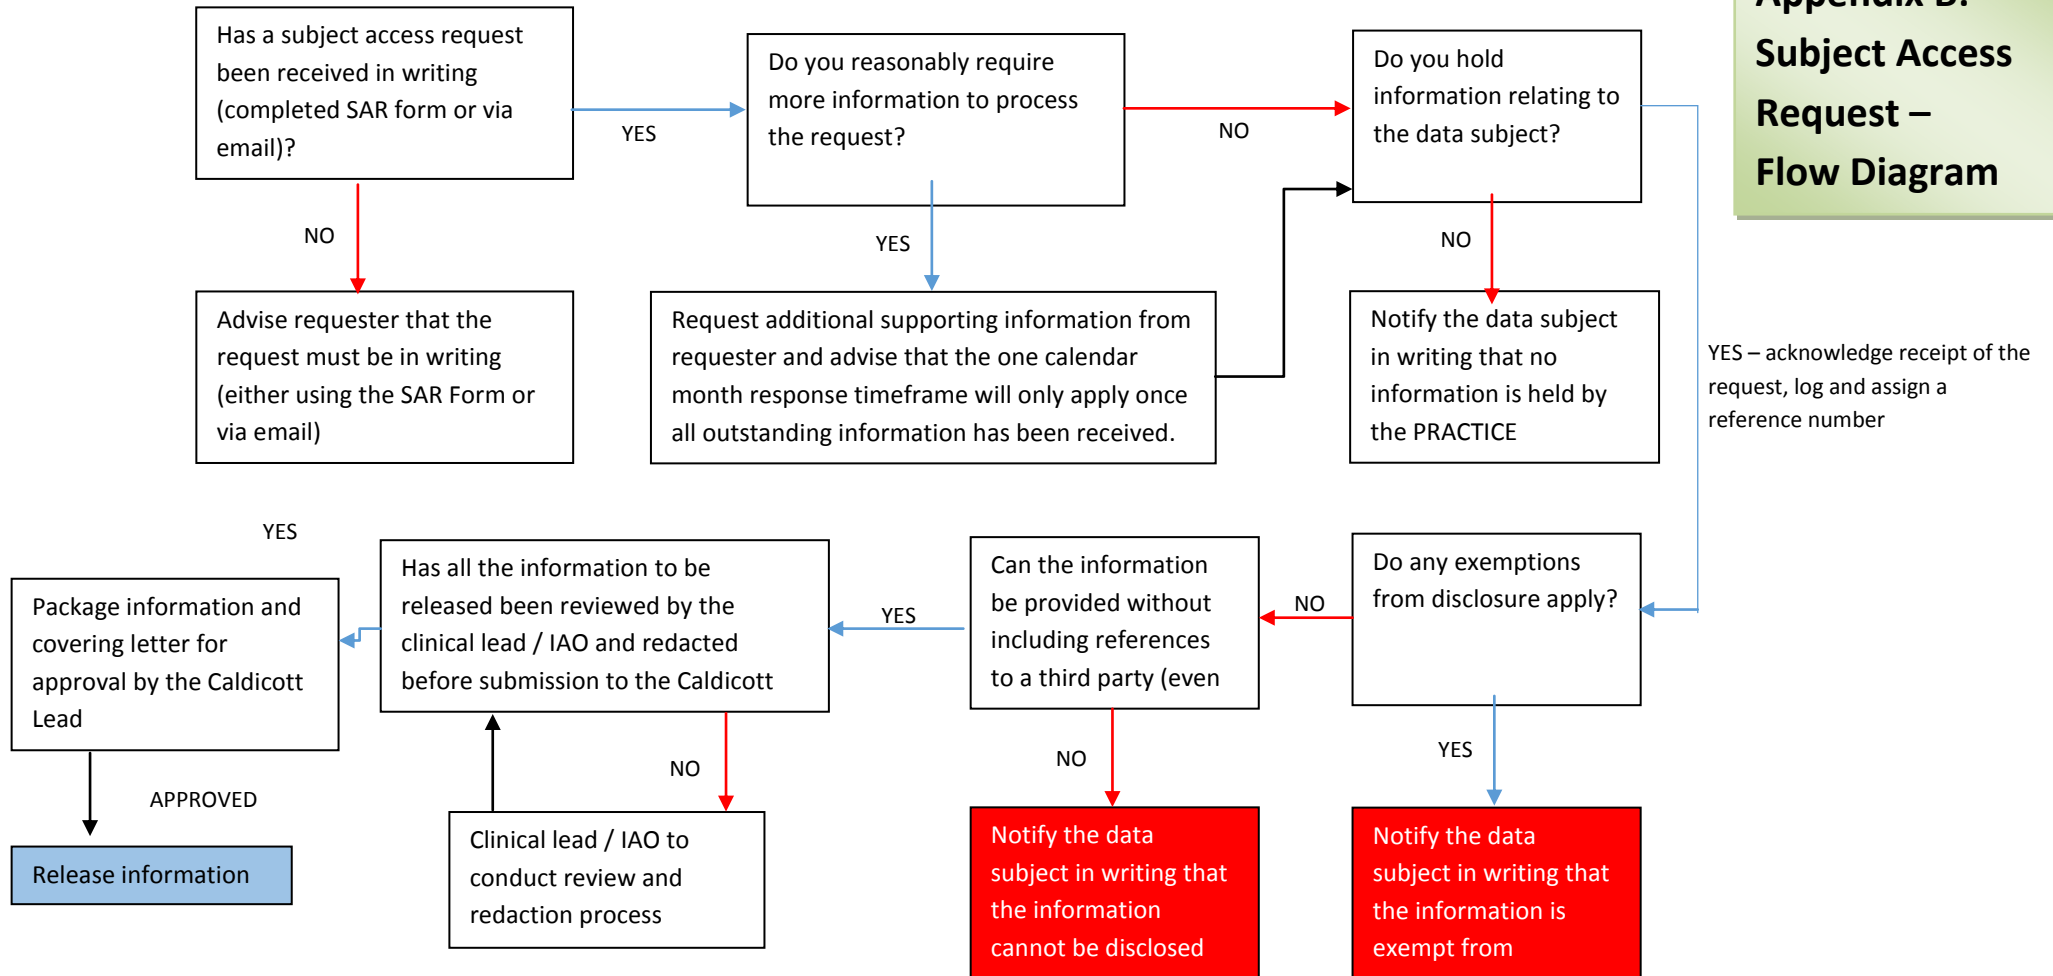 Appendix B:
Subject Access
Request –
Flow Diagram
Has a subject access request
been received in writing
(completed SAR form or via
email)?
YES
Do you reasonably require
more information to process
the request?
NO
Do you hold
information relating to
the data subject?
NO
YES
NO
Advise requester that the
request must be in writing
(either using the SAR Form or
via email)
Request additional supporting information from
requester and advise that the one calendar
month response timeframe will only apply once
all outstanding information has been received.
Notify the data subject
in writing that no
information is held by
the PRACTICE
YES – acknowledge receipt of the
request, log and assign a
reference number
Do any exemptions
from disclosure apply?
NO
Can the information
be provided without
including references
to a third party (even
YES
Has all the information to be
released been reviewed by the
clinical lead / IAO and redacted
before submission to the Caldicott
YES
Package information and
covering letter for
approval by the Caldicott
Lead
YES
NO
NO
APPROVED
Release information
Clinical lead / IAO to
conduct review and
redaction process
Notify the data
subject in writing that
the information
cannot be disclosed
Notify the data
subject in writing that
the information is
exempt from